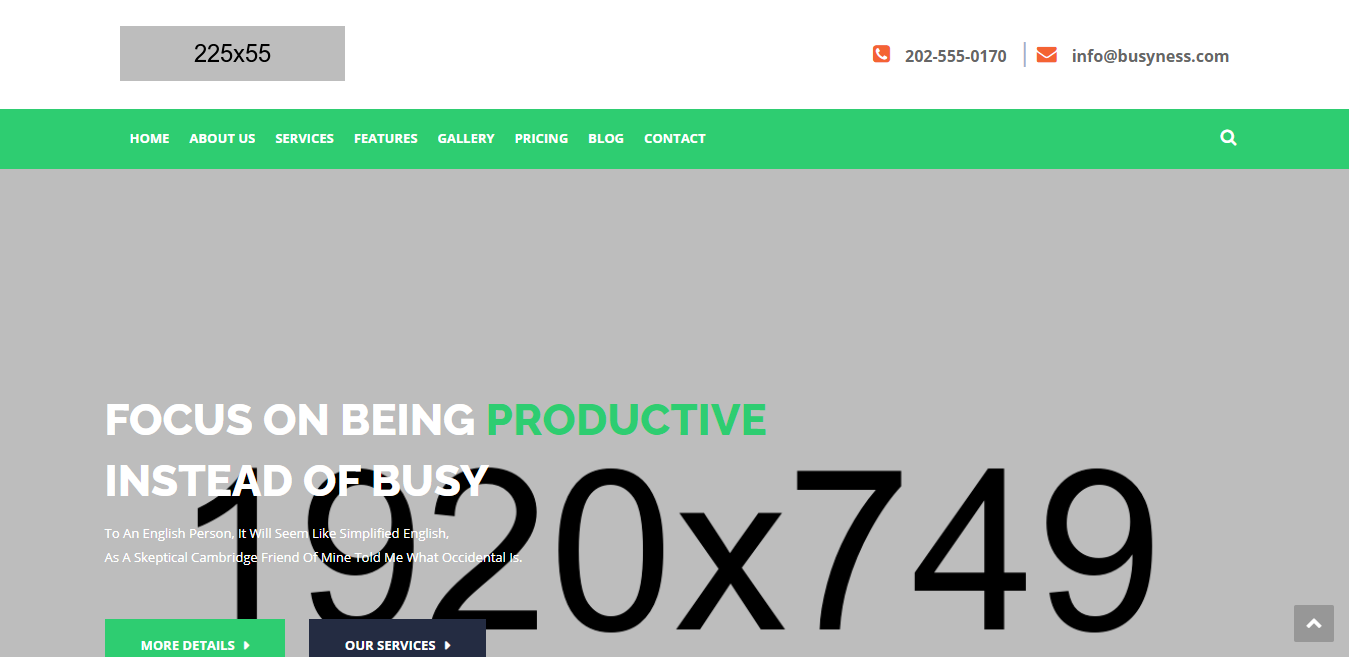 225x55
202-555-0170
info@busyness.com
HOME ABOUT US SERVICES FEATURES GALLERY PRICING BLOG CONTACT
FOCUS ON BEING PRODUCTIVE
INSTEAD OF BUSY
1920x749
To An English Person, It Will Seem Like Simplified English,
As A Skeptical Cambridge Friend Of Mine Told Me What Occidental Is.
MORE DETAILS
OUR SERVICES